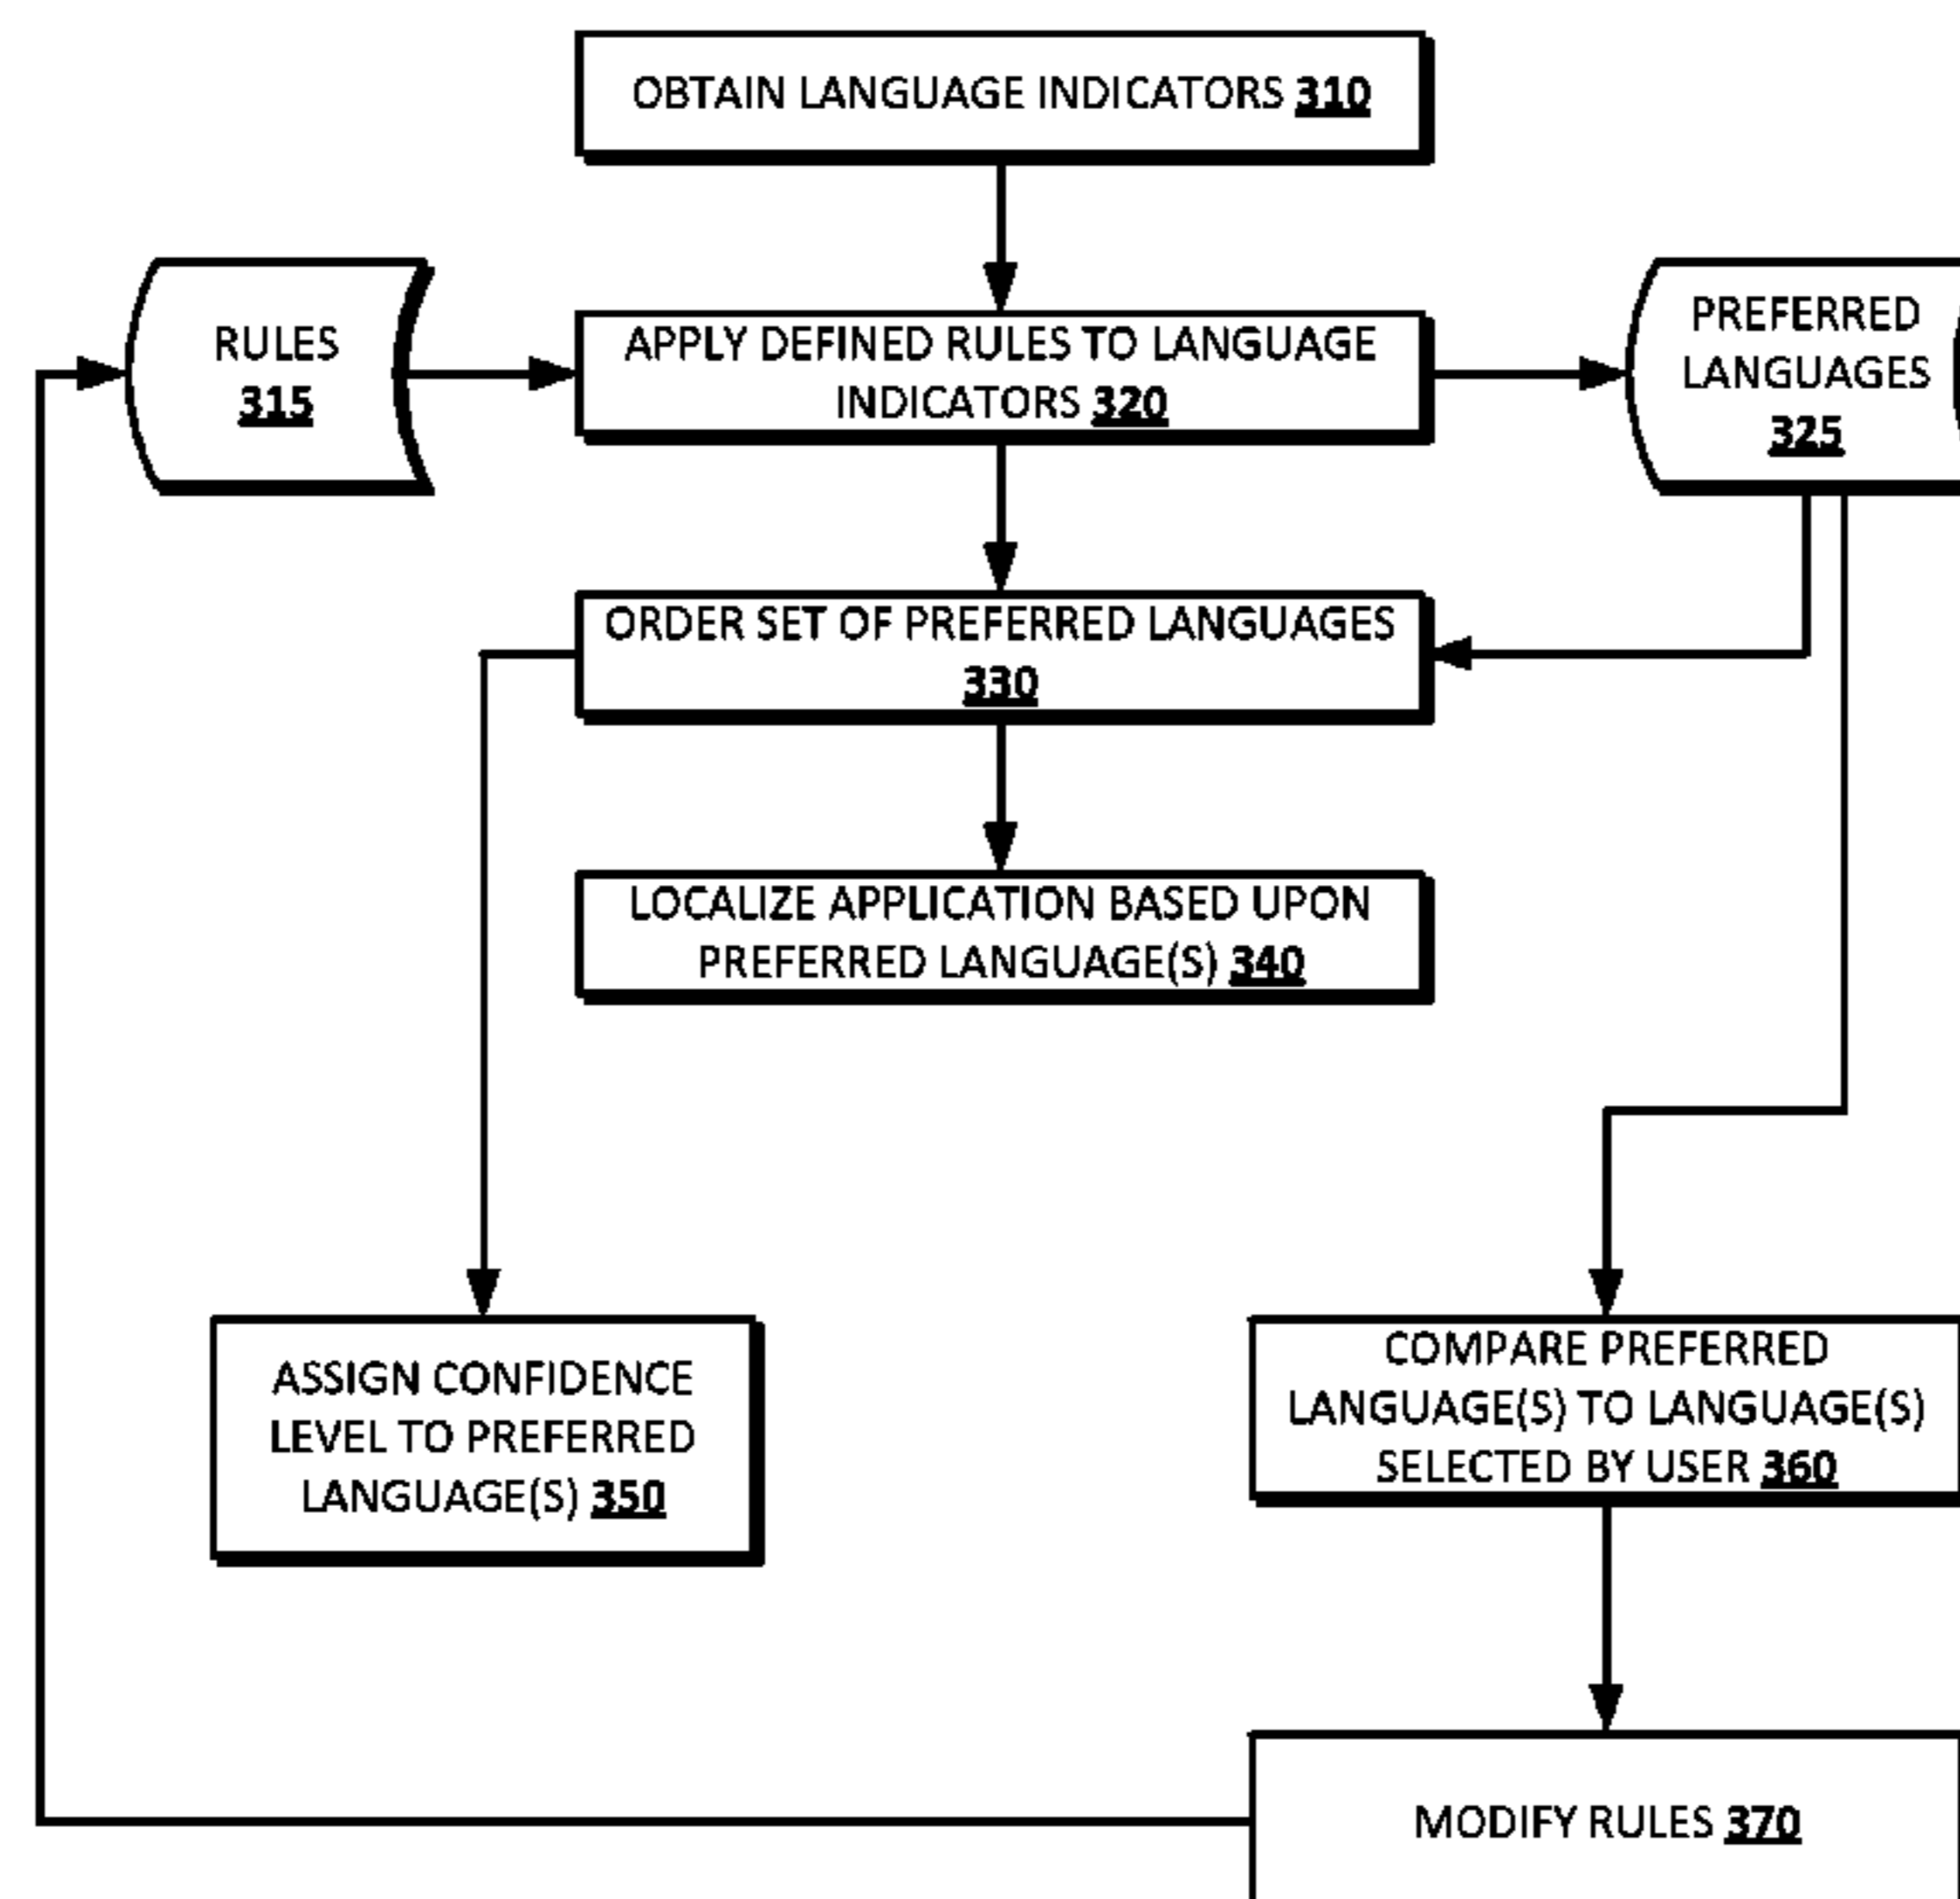 OBTAIN LANGUAGE INDICATORS 310
RULES
315
APPLY DEFINED RULES TO LANGUAGE
INDICATORS 320
PREFERRED
LANGUAGES
325
ORDER SET OF PREFERRED LANGUAGES
330
LOCALIZE APPLICATION BASED UPON
PREFERRED LANGUAGE(S) 340
ASSIGN CONFIDENCE
LEVEL TO PREFERRED
LANGUAGE(S) 350
COMPARE PREFERRED
LANGUAGE(S) TO LANGUAGE(S)
SELECTED BY USER 360
MODIFY RULES 370